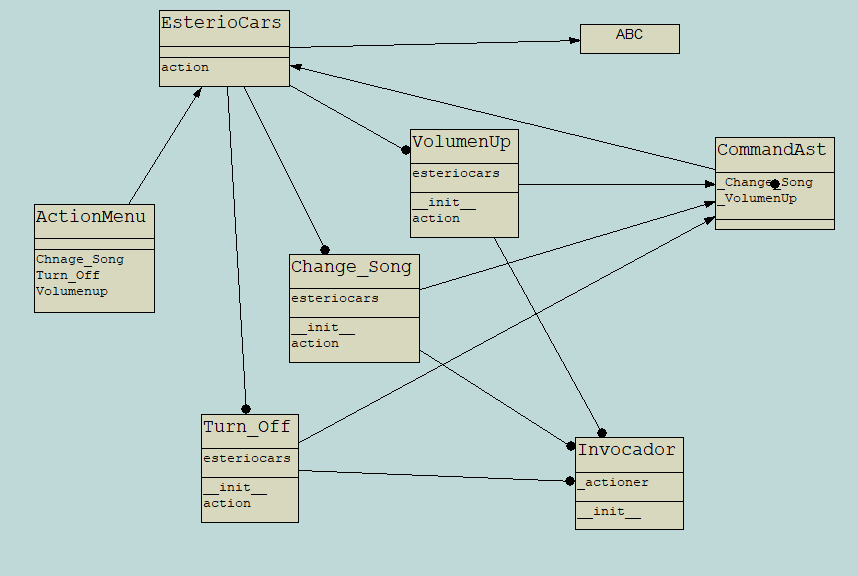 EsterioCars
action
ABC
VolumenUp
esteriocars
__init__
action
CommandAst
_Change_Song
_VolumenUp
ActionMenu
Chnage_Song
Turn_Off
Volumenup
Change_Song
esteriocars
__init__
action
Turn_Off
esteriocars
__init__
action
Invocador
_actioner
__init__